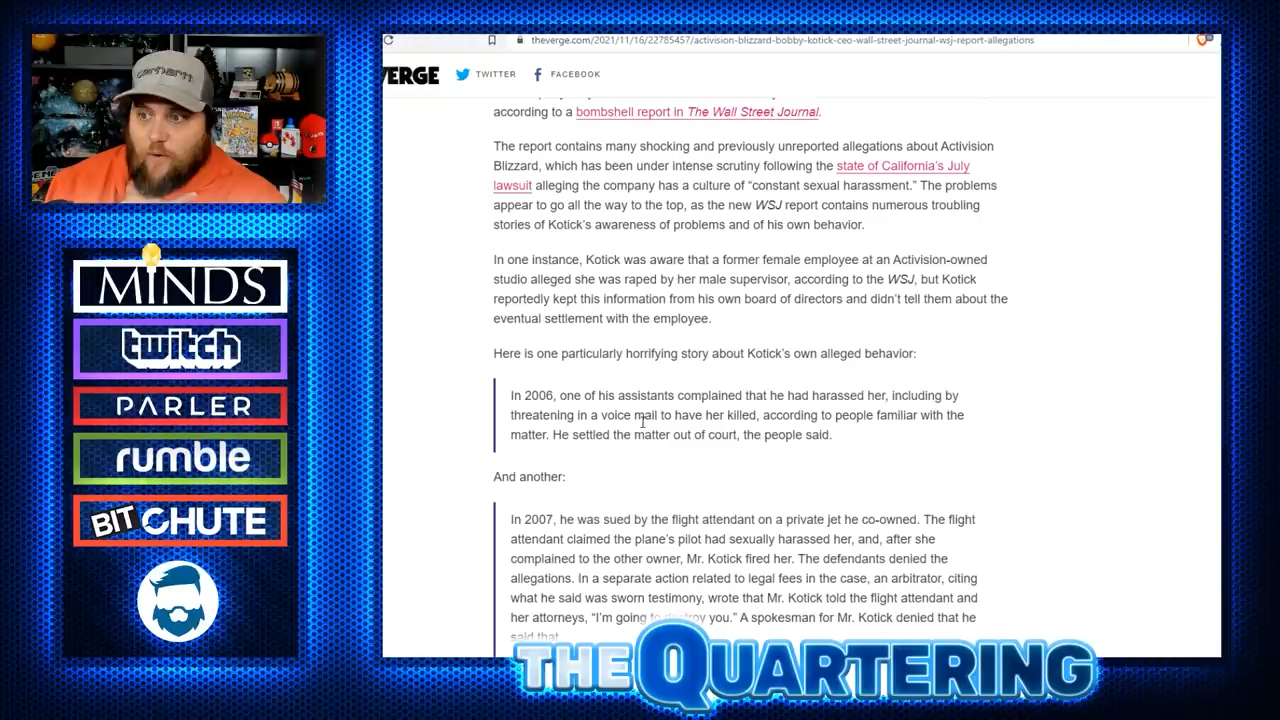 theverge.com/2021/11/16/22785457/activision-blizzard-bobby-kotick-ceo-wall-street-journal-wsj-report-allegations
VERGE TWITTER FACEBOOK
according to a bombshell report in The Wall Street Journal.
The report contains many shocking and previously unreported allegations about Activision
Blizzard, which has been under intense scrutiny following the state of California's July
lawsuit alleging the company has a culture of “constant sexual harassment.” The problems
appear to go all the way to the top, as the new WSJ report contains numerous troubling
stories of Kotick's awareness of problems and of his own behavior.
In one instance, Kotick was aware that a former female employee at an Activision-owned
studio alleged she was raped by her male supervisor, according to the WSJ, but Kotick
reportedly kept this information from his own board of directors and didn't tell them about the
eventual settlement with the employee.
Here is one particularly horrifying story about Kotick's own alleged behavior:
In 2006, one of his assistants complained that he had harassed her, including by
threatening in a voice mail to have her killed, according to people familiar with the
matter. He settled the matter out of court, the people said.
And another:
In 2007, he was sued by the flight attendant on a private jet he co-owned. The flight
attendant claimed the plane's pilot had sexually harassed her, and, after she
complained to the other owner, Mr. Kotick fired her. The defendants denied the
allegations. In a separate action related to legal fees in the case, an arbitrator, citing
what he said was sworn testimony, wrote that Mr. Kotick told the flight attendant and
her attorneys, “I'm going to destroy you.” A spokesman for Mr. Kotick denied that he
said that
carhartt
MINDS
twitch
PARLER
rumble
BIT CHUTE
THE QUARTERING